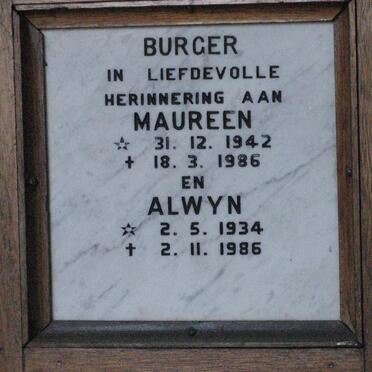 BURGER
IN LIEFDEVOLLE
HERINNERING AAN
MAUREEN
☆ 31. 12. 1942
✝ 18. 3. 1986
EN
ALWYN
☆ 2. 5. 1934
✝ 2. 11. 1986